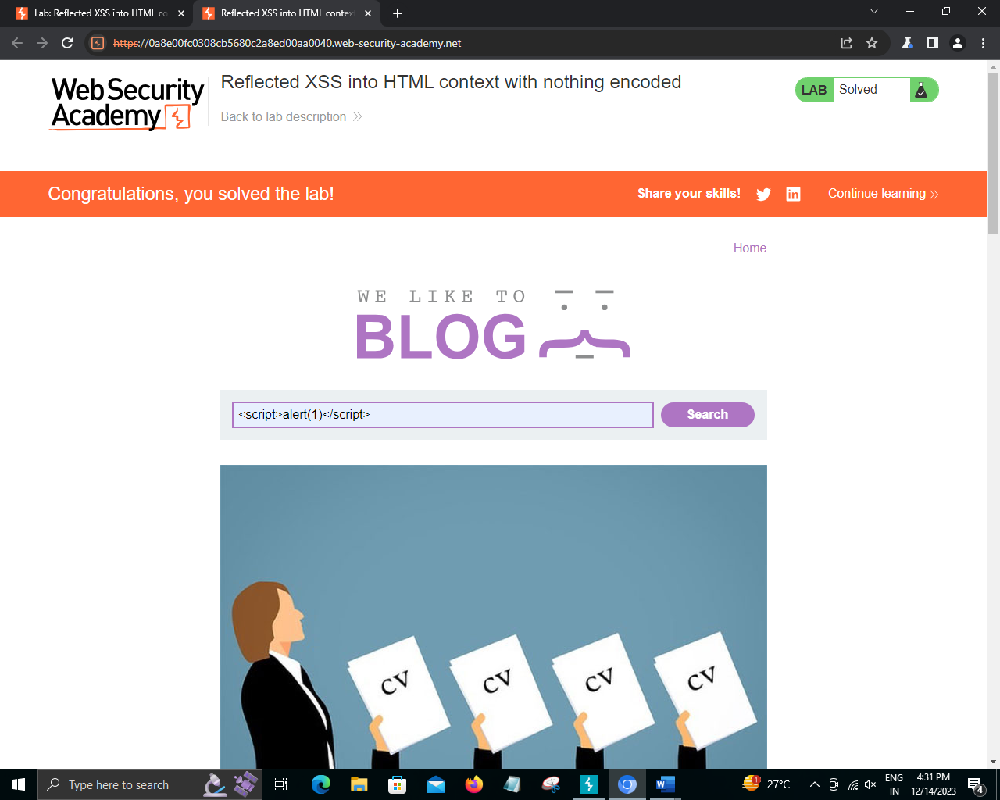 Lab: Reflected XSS into HTML co
Reflected XSS into HTML contex
https://0a8e00fc0308cb5680c2a8ed00aa0040.web-security-academy.net
Web Security
Academy
Reflected XSS into HTML context with nothing encoded
Back to lab description
LAB
Solved
Congratulations, you solved the lab!
Share your skills!
in
Continue learning
Home
WE LIKE TO
BLOG
<script>alert(1)</script>
Search
CV
CV
CV
CV
Type here to search
W
1
27°C
ENG
IN
4:31 PM
12/14/2023
4